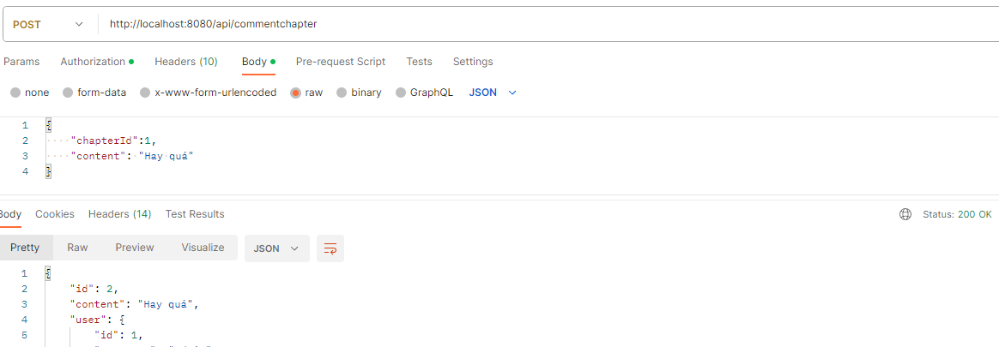 POST http://localhost:8080/api/commentchapter
Params Authorization Headers (10) Body Pre-request Script Tests Settings
none form-data x-www-form-urlencoded raw binary GraphQL JSON
1 {
2 "chapterId":1,
3 "content": "Hay quá"
4 }
Body Cookies Headers (14) Test Results Status: 200 OK
Pretty Raw Preview Visualize JSON
1 {
2 "id": 2,
3 "content": "Hay quá",
4 "user": {
5 "id": 1,